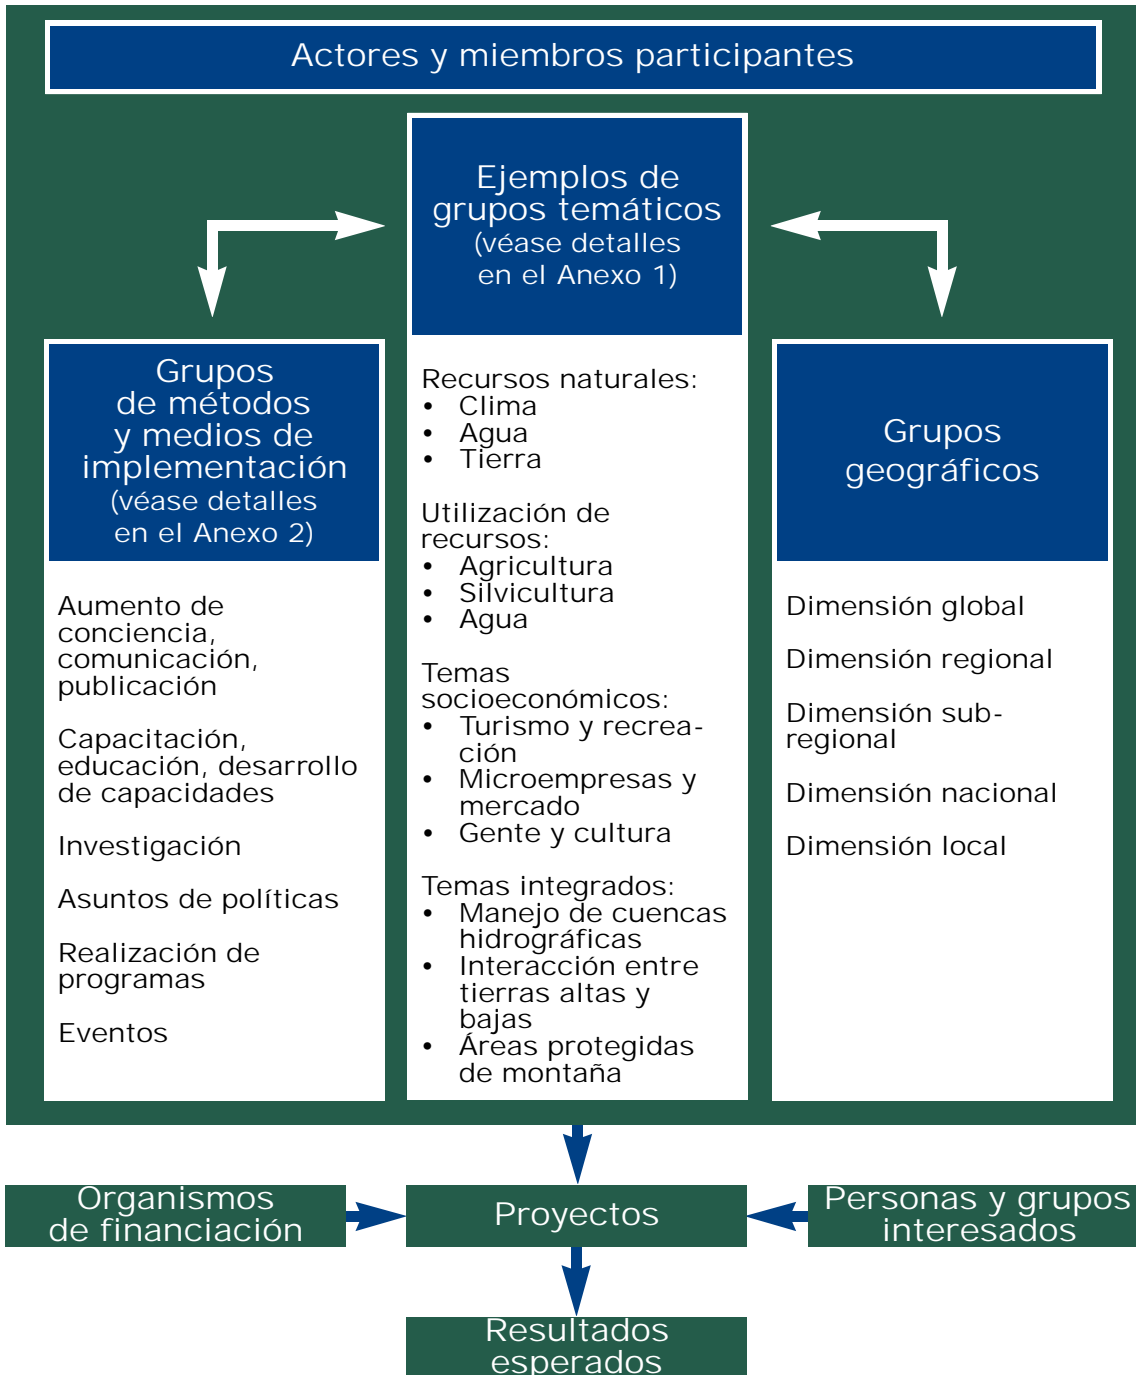 Actores y miembros participantes
Ejemplos de
grupos temáticos
(véase detalles
en el Anexo 1)
Grupos
de métodos
y medios de
implementación
(véase detalles
en el Anexo 2)
Aumento de
conciencia,
comunicación,
publicación
Capacitación,
educación, desarrollo
de capacidades
Investigación
Asuntos de políticas
Realización de
programas
Eventos
Recursos naturales:
• Clima
• Agua
• Tierra
Utilización de
recursos:
• Agricultura
• Silvicultura
• Agua
Temas
socioeconómicos:
• Turismo y recrea-
ción
• Microempresas y
mercado
• Gente y cultura
Temas integrados:
• Manejo de cuencas
hidrográficas
• Interacción entre
tierras altas y
bajas
• Áreas protegidas
de montaña
Grupos
geográficos
Dimensión global
Dimensión regional
Dimensión sub-
regional
Dimensión nacional
Dimensión local
Organismos
de financiación
Proyectos
Personas y grupos
interesados
Resultados
esperados